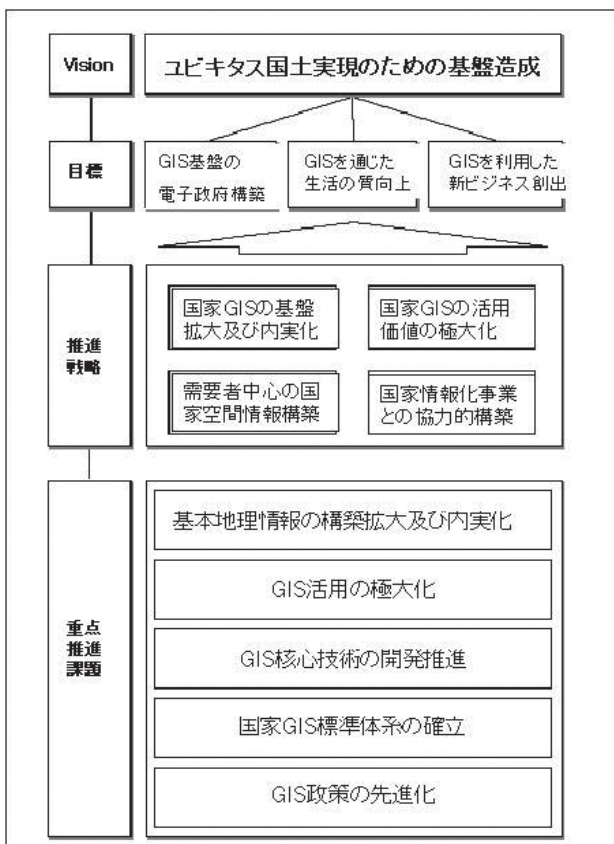 Vision
ユビキタス国土実現のための基盤造成
目標
GIS基盤の
電子政府構築
GISを通じた
生活の質向上
GISを利用した
新ビジネス創出
推進
戦略
国家GISの基盤
拡大及び内実化
国家GISの活用
価値の極大化
需要者中心の国
家空間情報構築
国家情報化事業
との協力的構築
重点
推進
課題
基本地理情報の構築拡大及び内実化
GIS活用の極大化
GIS核心技術の開発推進
国家GIS標準体系の確立
GIS政策の先進化